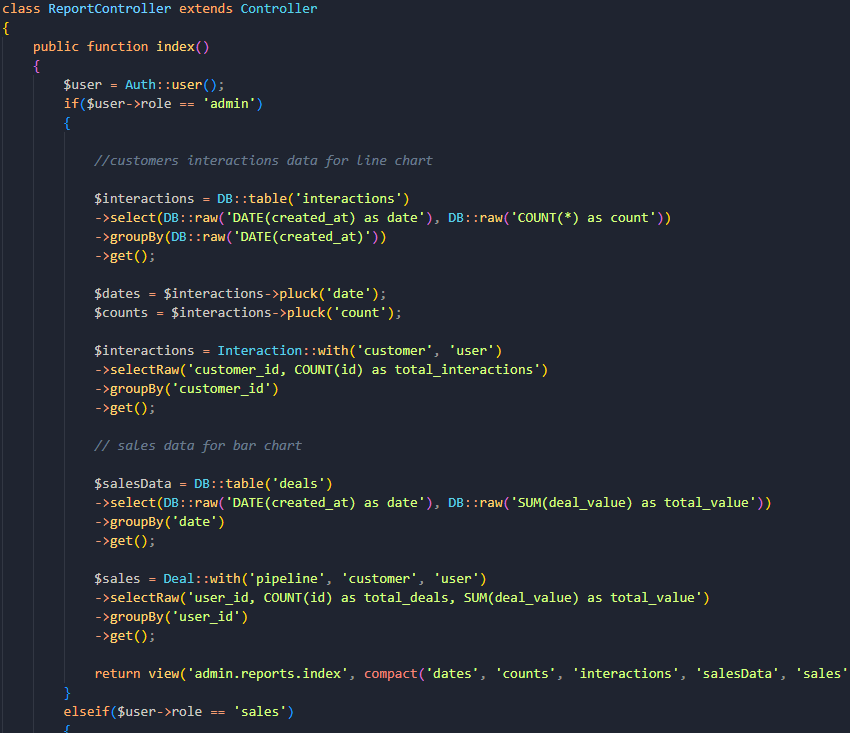 class ReportController extends Controller
{
public function index()
{
$user = Auth::user();
if($user->role == 'admin')
{
//customers interactions data for line chart
$interactions = DB::table('interactions')
->select(DB::raw('DATE(created_at) as date'), DB::raw('COUNT(*) as count'))
->groupBy(DB::raw('DATE(created_at)'))
->get();
$dates = $interactions->pluck('date');
$counts = $interactions->pluck('count');
$interactions = Interaction::with('customer', 'user')
->selectRaw('customer_id, COUNT(id) as total_interactions')
->groupBy('customer_id')
->get();
// sales data for bar chart
$salesData = DB::table('deals')
->select(DB::raw('DATE(created_at) as date'), DB::raw('SUM(deal_value) as total_value'))
->groupBy('date')
->get();
$sales = Deal::with('pipeline', 'customer', 'user')
->selectRaw('user_id, COUNT(id) as total_deals, SUM(deal_value) as total_value')
->groupBy('user_id')
->get();
return view('admin.reports.index', compact('dates', 'counts', 'interactions', 'salesData', 'sales'
}
elseif($user->role == 'sales')
{